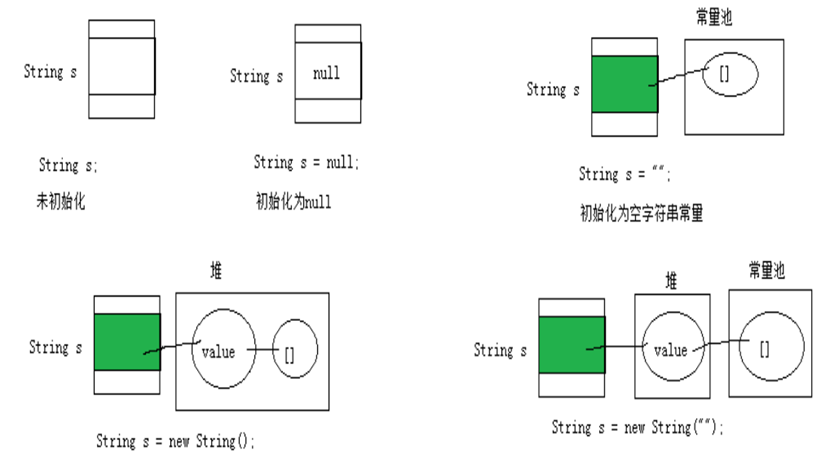 String s
String s;
未初始化
String s
null
String s = null;
初始化为null
常量池
String s
[]
String s = "";
初始化为空字符串常量
堆
String s
value
[]
String s = new String();
堆
常量池
String s
value
[]
String s = new String("");